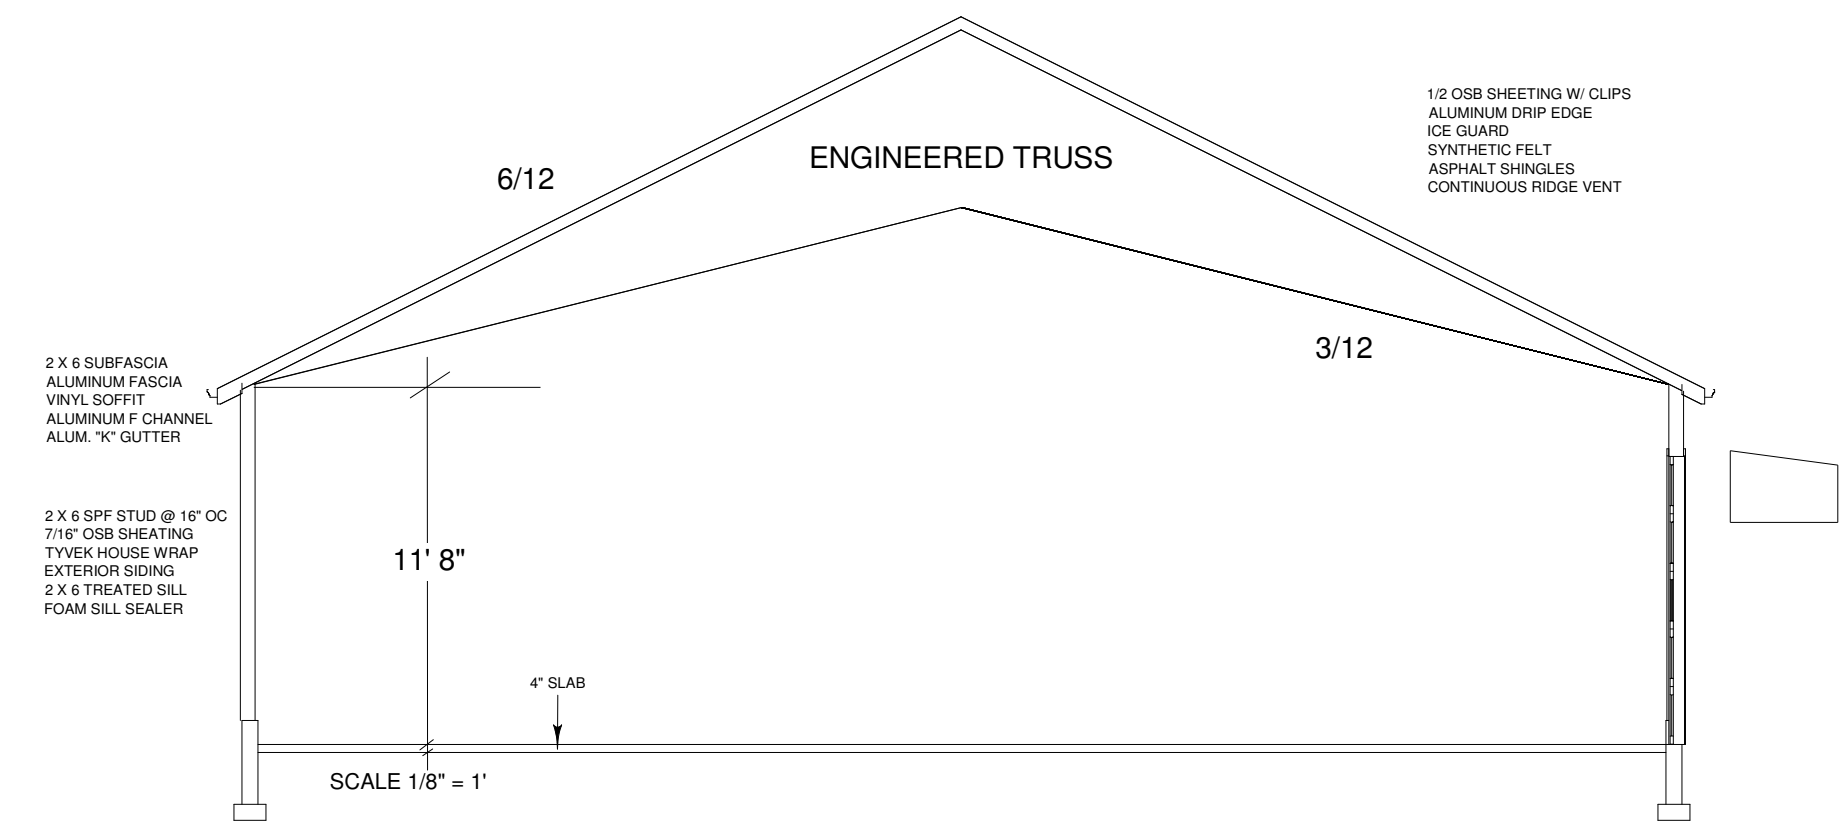 ENGINEERED TRUSS
6/12
1/2 OSB SHEETING W/ CLIPS
ALUMINUM DRIP EDGE
ICE GUARD
SYNTHETIC FELT
ASPHALT SHINGLES
CONTINUOUS RIDGE VENT
3/12
2 X 6 SUBFASCIA
ALUMINUM FASCIA
VINYL SOFFIT
ALUMINUM F CHANNEL
ALUM. "K" GUTTER
2 X 6 SPF STUD @ 16" OC
7/16" OSB SHEATING
TYVEK HOUSE WRAP
EXTERIOR SIDING
2 X 6 TREATED SILL
FOAM SILL SEALER
11' 8"
4" SLAB
SCALE 1/8" = 1'